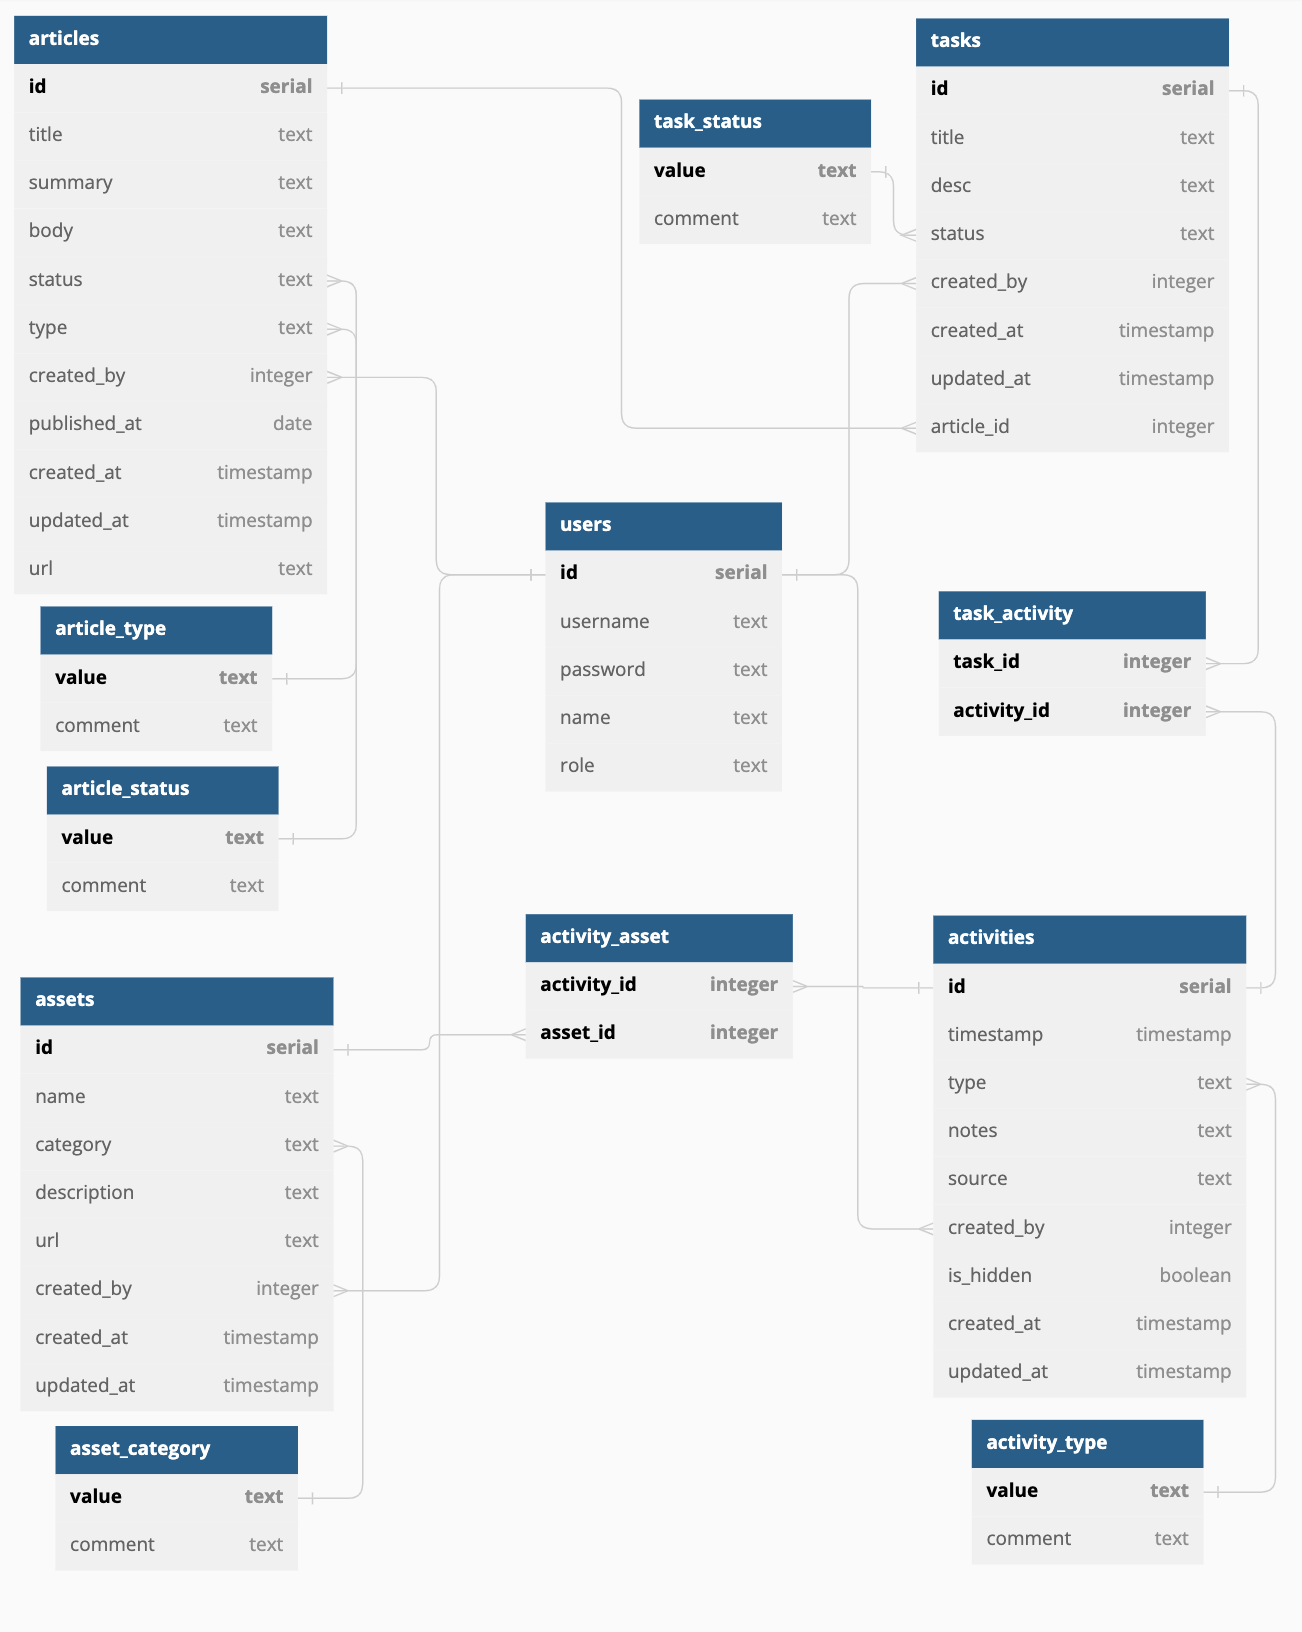 articles
id serial
title text
summary text
body text
status text
type text
created_by integer
published_at date
created_at timestamp
updated_at timestamp
url text
article_type
value text
comment text
article_status
value text
comment text
assets
id serial
name text
category text
description text
url text
created_by integer
created_at timestamp
updated_at timestamp
asset_category
value text
comment text
task_status
value text
comment text
users
id serial
username text
password text
name text
role text
activity_asset
activity_id integer
asset_id integer
tasks
id serial
title text
desc text
status text
created_by integer
created_at timestamp
updated_at timestamp
article_id integer
task_activity
task_id integer
activity_id integer
activities
id serial
timestamp timestamp
type text
notes text
source text
created_by integer
is_hidden boolean
created_at timestamp
updated_at timestamp
activity_type
value text
comment text